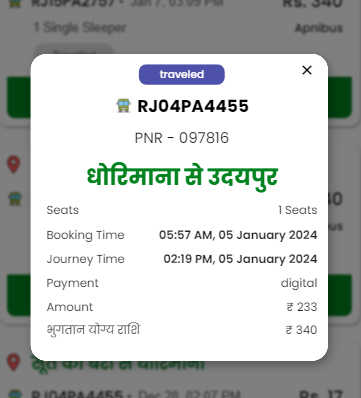 RJ15PA2757 • Jan 7, 03:09 PM
Rs. 340
1 Single Sleeper
Apnibus
traveled
RJ04PA4455
PNR - 097816
धोरिमाना से उदयपुर
Seats 1 Seats
Booking Time 05:57 AM, 05 January 2024
Journey Time 02:19 PM, 05 January 2024
Payment digital
Amount ₹ 233
भुगतान योग्य राशि ₹ 340
RJ04PA4455 • Dec 28, 02:07 PM
Rs. 17